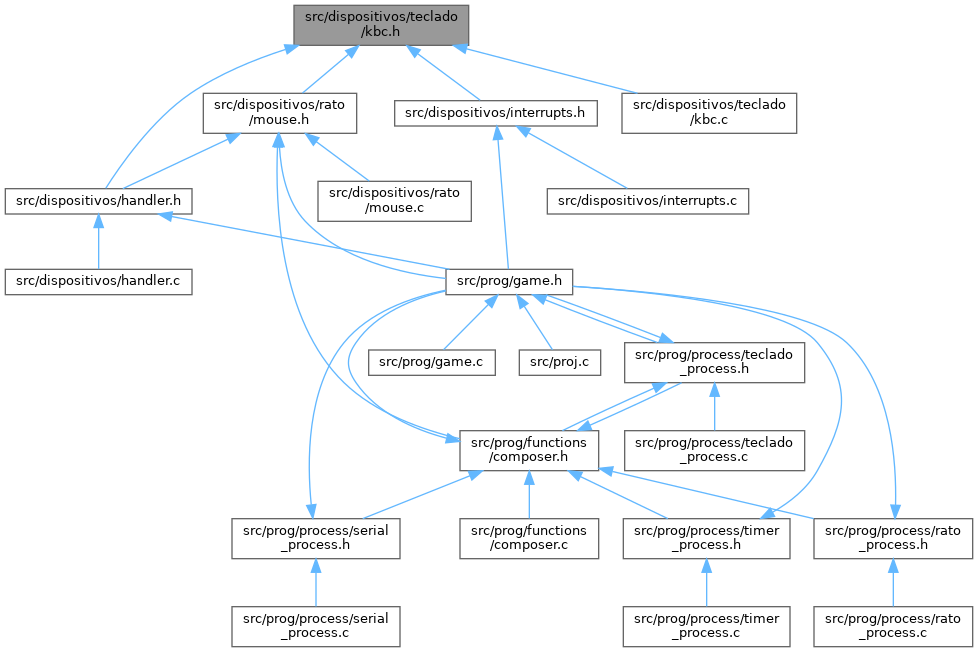 src/dispositivos/teclado
/kbc.h
src/dispositivos/rato
/mouse.h
src/dispositivos/interrupts.h
src/dispositivos/teclado
/kbc.c
src/dispositivos/handler.h
src/dispositivos/rato
/mouse.c
src/dispositivos/interrupts.c
src/dispositivos/handler.c
src/prog/game.h
src/prog/game.c
src/proj.c
src/prog/process/teclado
_process.h
src/prog/functions
/composer.h
src/prog/process/teclado
_process.c
src/prog/process/serial
_process.h
src/prog/functions
/composer.c
src/prog/process/timer
_process.h
src/prog/process/rato
_process.h
src/prog/process/serial
_process.c
src/prog/process/timer
_process.c
src/prog/process/rato
_process.c